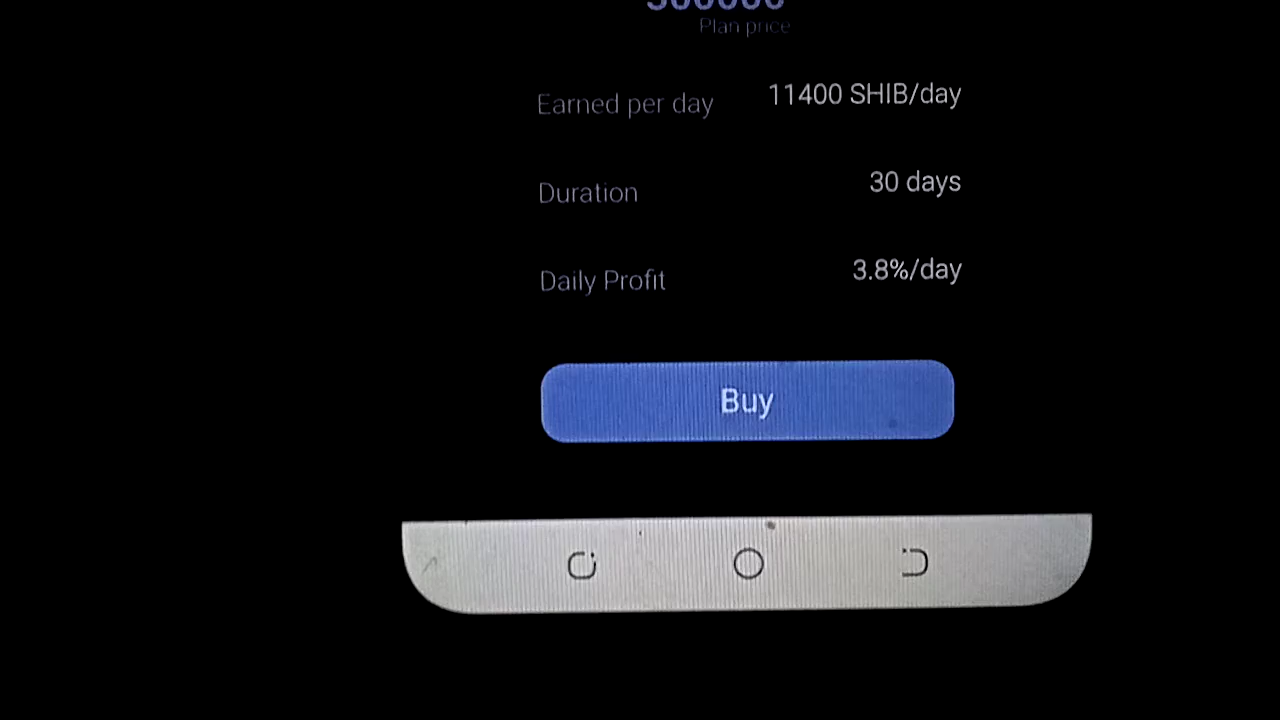 Plan price
Earned per day 11400 SHIB/day
Duration 30 days
Daily Profit 3.8%/day
Buy